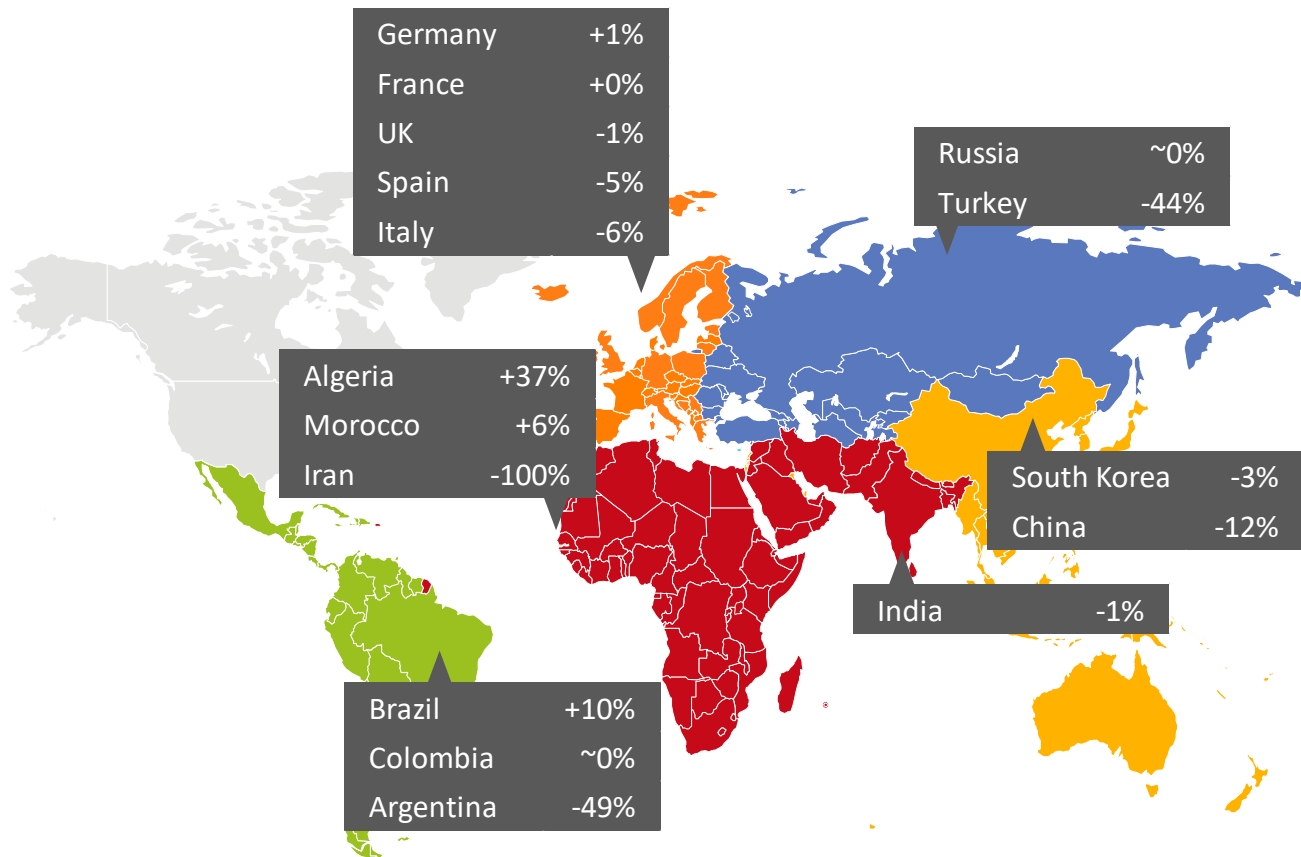 Germany +1%
France +0%
UK -1%
Spain -5%
Italy -6%
Russia ~0%
Turkey -44%
Algeria +37%
Morocco +6%
Iran -100%
South Korea -3%
China -12%
India -1%
Brazil +10%
Colombia ~0%
Argentina -49%